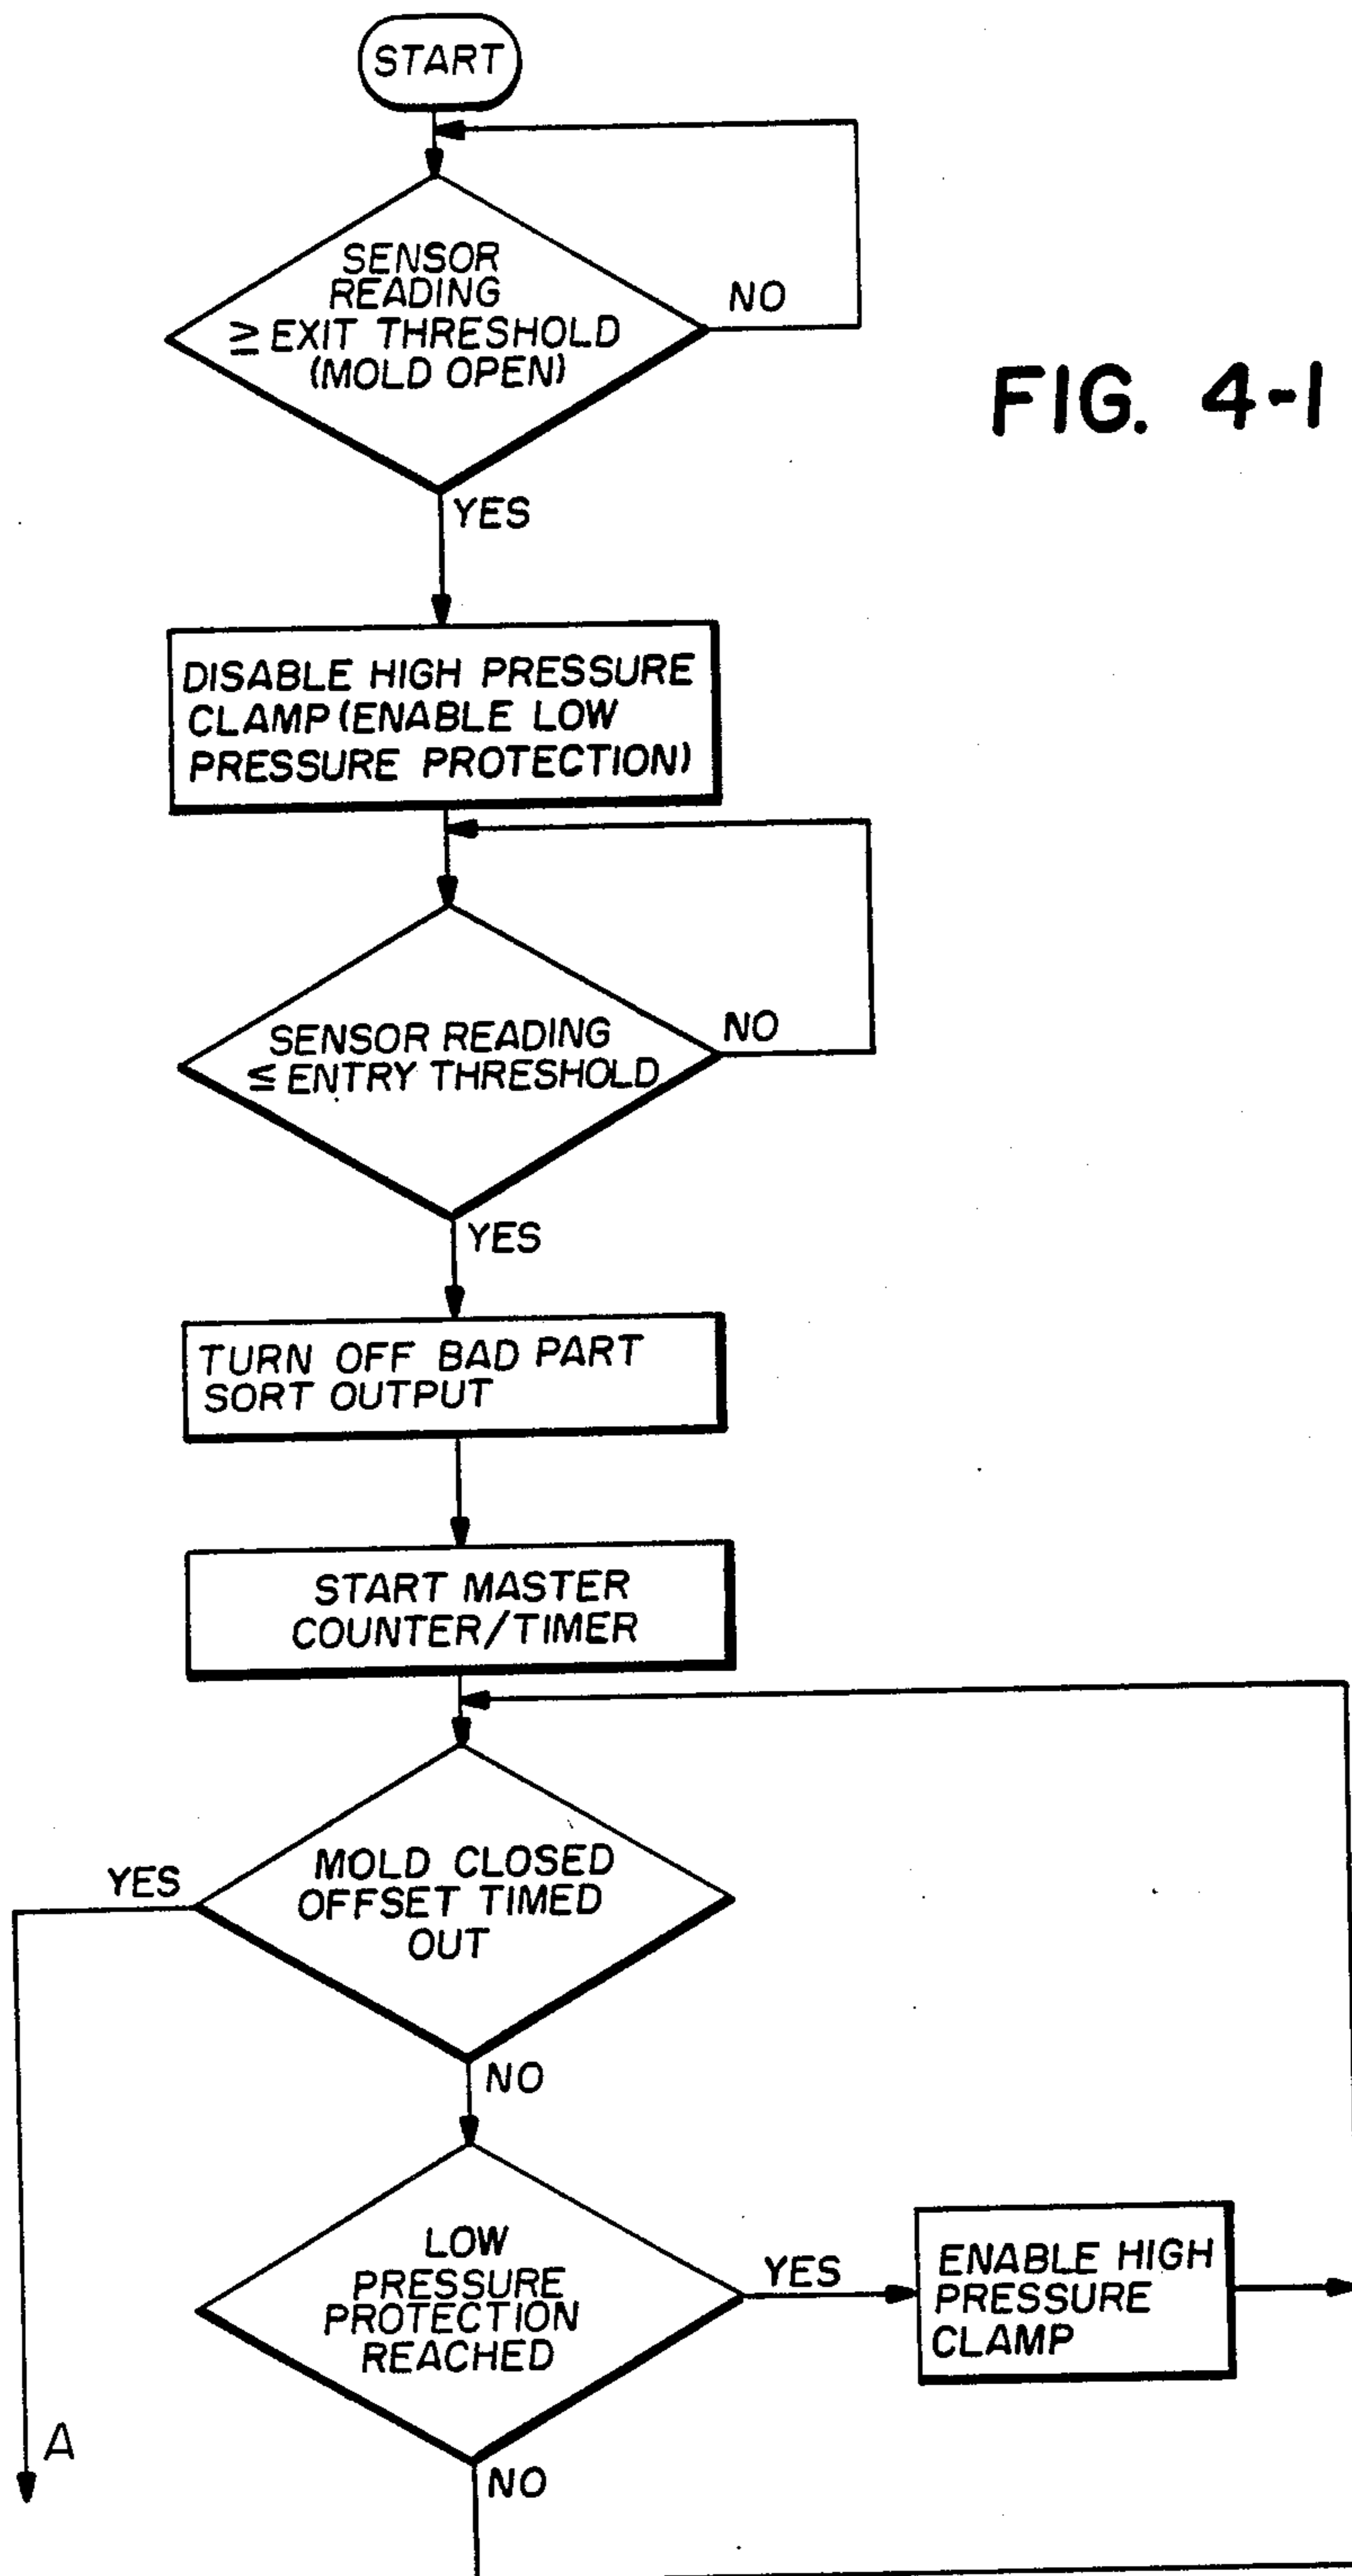 START
SENSOR
READING
≥ EXIT THRESHOLD
(MOLD OPEN)
NO
FIG. 4-1
YES
DISABLE HIGH PRESSURE
CLAMP (ENABLE LOW
PRESSURE PROTECTION)
SENSOR READING
≤ ENTRY THRESHOLD
NO
YES
TURN OFF BAD PART
SORT OUTPUT
START MASTER
COUNTER/TIMER
YES
MOLD CLOSED
OFFSET TIMED
OUT
NO
LOW
PRESSURE
PROTECTION
REACHED
YES
ENABLE HIGH
PRESSURE
CLAMP
A
NO